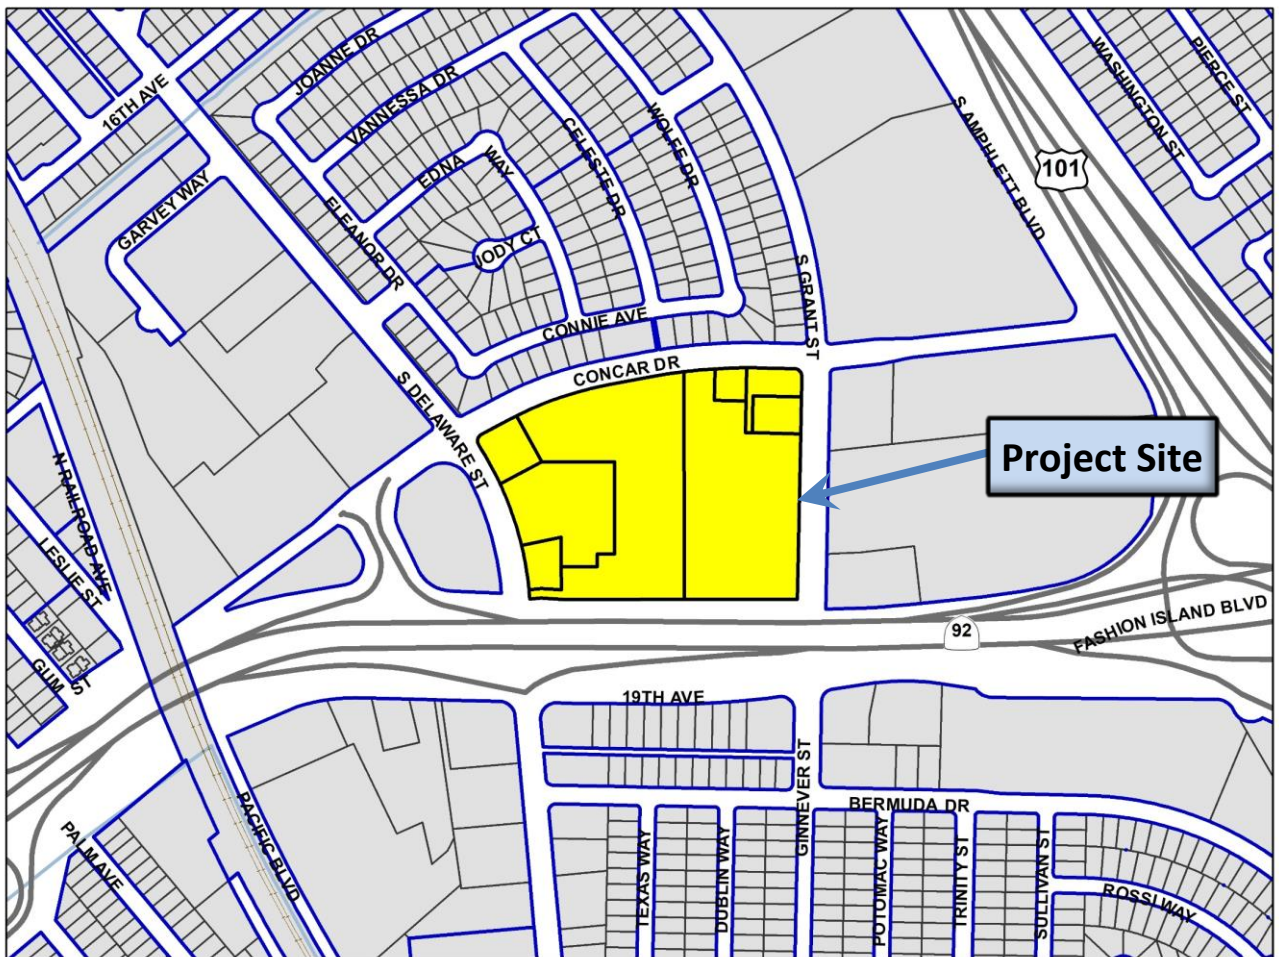 JOANNE DR
16TH AVE
VANNESSA DR
WASHINGTON ST
PIERCE ST
WOLFE DR
CELESTE DR
S AMPHLETT BLVD
101
EDNA
WAY
GARVEY WAY
ELEANOR DR
JODY CT
S GRANT ST
CONNIE AVE
CONCAR DR
S DELAWARE ST
Project Site
N RAILROAD AVE
LESLIE ST
GUM
ST
92
FASHION ISLAND BLVD
19TH AVE
GINNEVER ST
BERMUDA DR
PACIFIC BLVD
PALM AVE
TEXAS WAY
DUBLIN WAY
POTOMAC WAY
TRINITY ST
SULLIVAN ST
ROSSI WAY